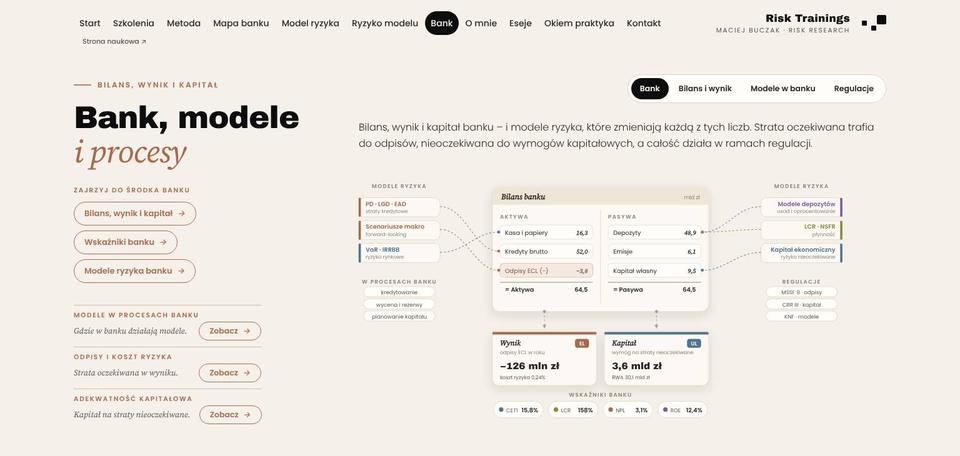 Start Szkolenia Metoda Mapa banku Model ryzyka Ryzyko modelu Bank O mnie Eseje Okiem praktyka Kontakt
Strona naukowa ↗
Risk Trainings
MACIEJ BUCZAK · RISK RESEARCH
BILANS, WYNIK I KAPITAŁ
Bank, modele
i procesy
ZAJRZYJ DO ŚRODKA BANKU
Bilans, wynik i kapitał →
Wskaźniki banku →
Modele ryzyka banku →
MODELE W PROCESACH BANKU
Gdzie w banku działają modele. Zobacz →
ODPISY I KOSZT RYZYKA
Strata oczekiwana w wyniku. Zobacz →
ADEKWATNOŚĆ KAPITAŁOWA
Kapitał na straty nieoczekiwane. Zobacz →
Bank Bilans i wynik Modele w banku Regulacje
Bilans, wynik i kapitał banku – i modele ryzyka, które zmieniają każdą z tych liczb. Strata oczekiwana trafia
do odpisów, nieoczekiwana do wymogów kapitałowych, a całość działa w ramach regulacji.
MODELE RYZYKA
PD · LGD · EAD
straty kredytowe
Scenariusze makro
forward-looking
VaR · IRRBB
ryzyko rynkowe
W PROCESACH BANKU
kredytowanie
wycena i rezerwy
planowanie kapitału
Bilans banku mld zł
AKTYWA
Kasa i papiery 16,3
Kredyty brutto 52,0
Odpisy ECL (−) −3,8
= Aktywa 64,5
PASYWA
Depozyty 48,9
Emisje 6,1
Kapitał własny 9,5
= Pasywa 64,5
Wynik EL
odpisy ECL w roku
−126 mln zł
koszt ryzyka 0,24%
Kapitał UL
wymóg na straty nieoczekiwane
3,6 mld zł
RWA 30,1 mld zł
WSKAŹNIKI BANKU
CET1 15,8% LCR 158% NPL 3,1% ROE 12,4%
MODELE RYZYKA
Modele depozytów
osad i oprocentowanie
LCR · NSFR
płynność
Kapitał ekonomiczny
ryzyka nieoczekiwane
REGULACJE
MSSF 9 · odpisy
CRR III · kapitał
KNF · modele